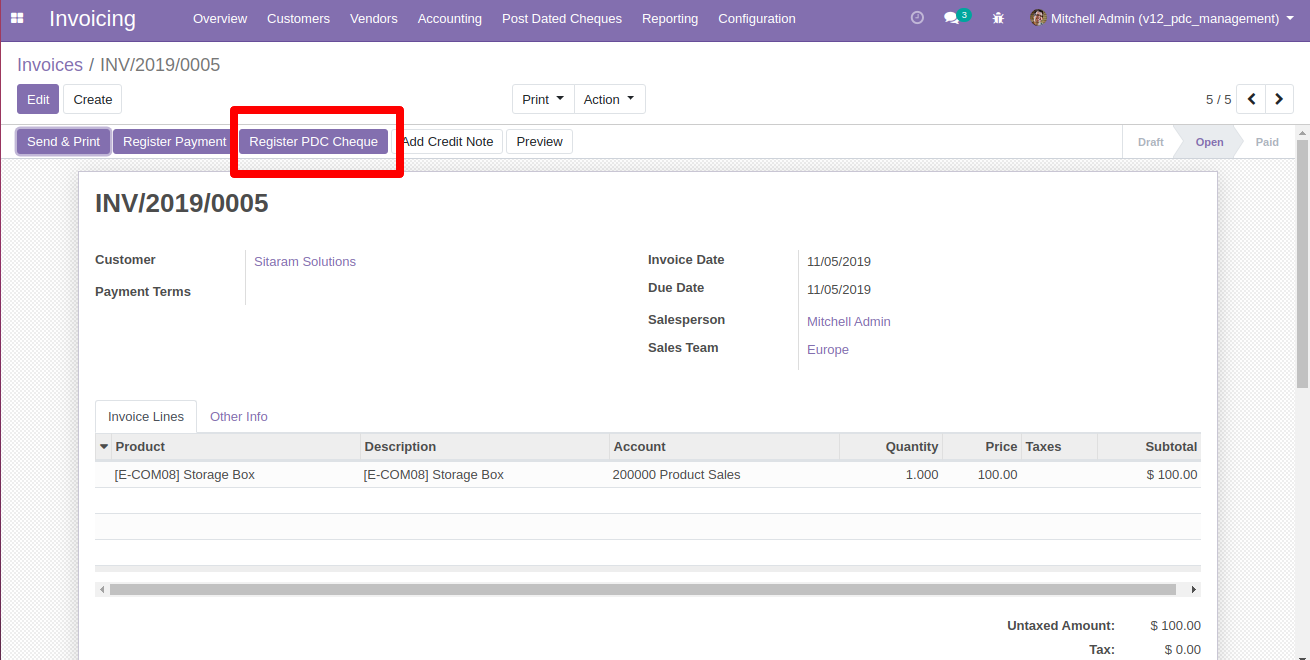 Invoicing Overview Customers Vendors Accounting Post Dated Cheques Reporting Configuration 3 Mitchell Admin (v12_pdc_management)
Invoices / INV/2019/0005
Edit Create Print Action 5 / 5
Send & Print Register Payment Register PDC Cheque Add Credit Note Preview Draft Open Paid
INV/2019/0005
Customer Sitaram Solutions Invoice Date 11/05/2019
Payment Terms Due Date 11/05/2019
Salesperson Mitchell Admin
Sales Team Europe
Invoice Lines Other Info
Product Description Account Quantity Price Taxes Subtotal
[E-COM08] Storage Box [E-COM08] Storage Box 200000 Product Sales 1.000 100.00 $ 100.00
Untaxed Amount: $ 100.00
Tax: $ 0.00